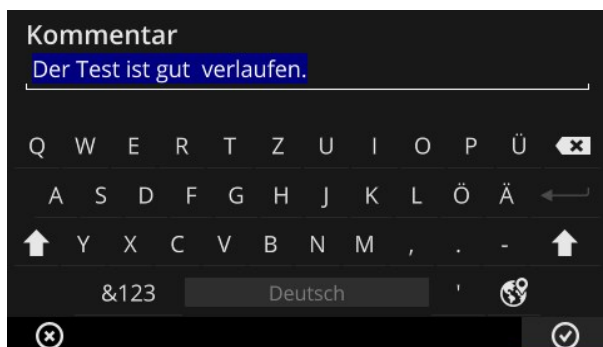 Kommentar
Der Test ist gut  verlaufen.
Q W E R T Z U I O P Ü
A S D F G H J K L Ö Ä
Y X C V B N M , . -
&123 Deutsch '